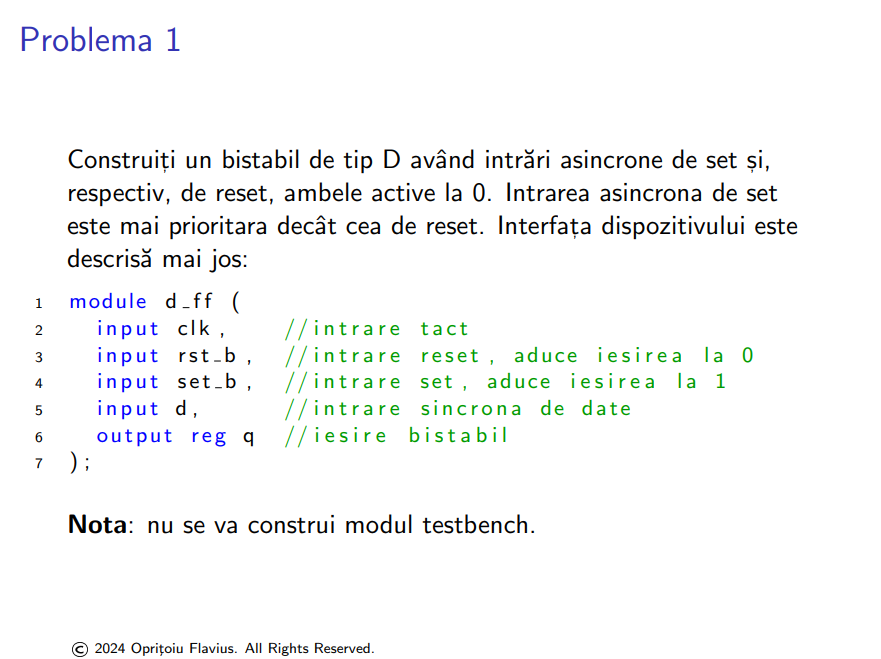 Problema 1
Construiți un bistabil de tip D având intrări asincrone de set și,
respectiv, de reset, ambele active la 0. Intrarea asincrona de set
este mai prioritara decât cea de reset. Interfața dispozitivului este
descrisă mai jos:
1 module d_ff (
2 input clk, //intrare tact
3 input rst_b, //intrare reset, aduce iesirea la 0
4 input set_b, //intrare set, aduce iesirea la 1
5 input d, //intrare sincrona de date
6 output reg q //iesire bistabil
7 );
Nota: nu se va construi modul testbench.
© 2024 Oprițoiu Flavius. All Rights Reserved.